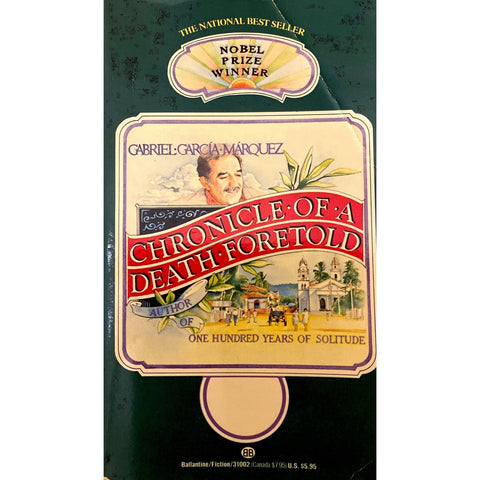 THE NATIONAL BEST SELLER
NOBEL
PRIZE
WINNER
GABRIEL·GARCÍA·MÁRQUEZ
CHRONICLE·OF·A
DEATH·FORETOLD
AUTHOR
OF
ONE HUNDRED YEARS OF SOLITUDE
BB
Ballantine/Fiction/31002 (Canada) $7.95) U.S. $5.95